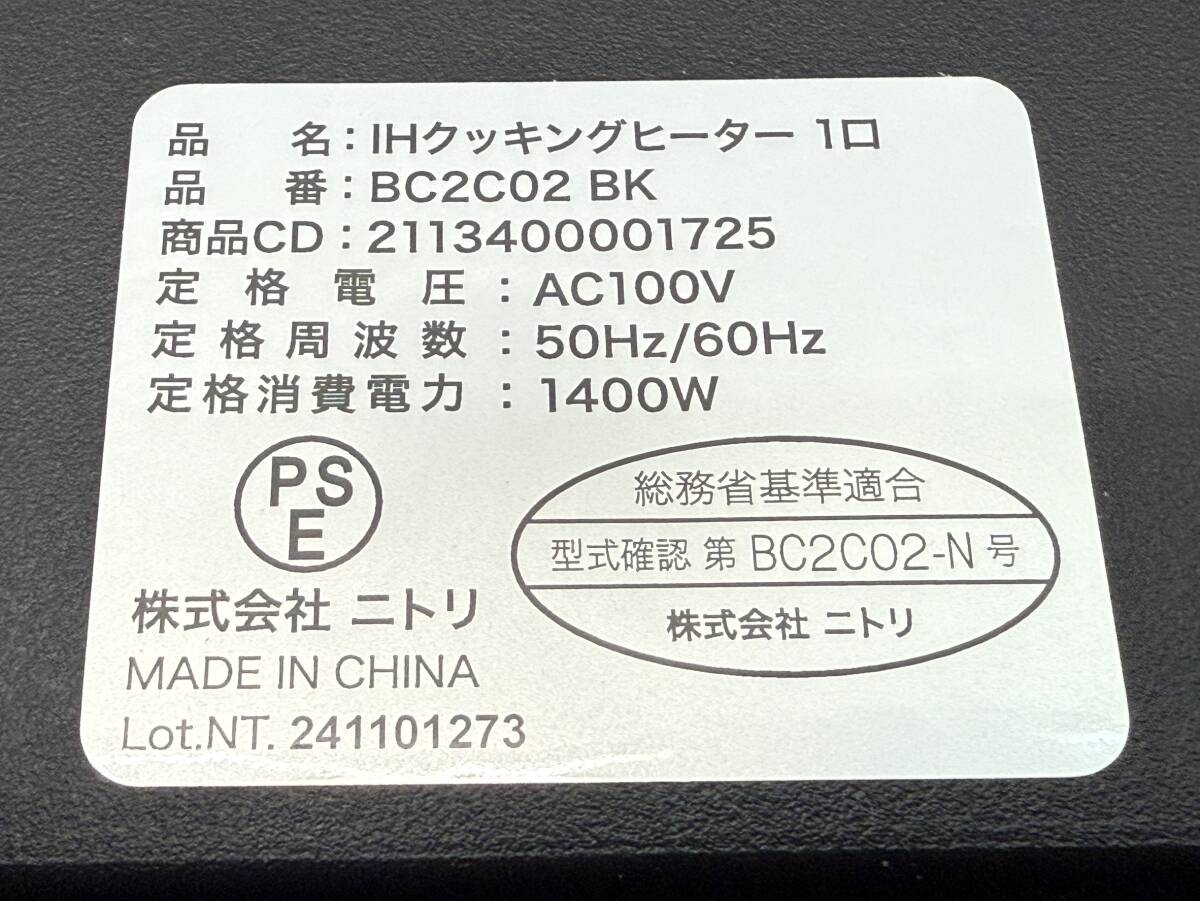 品　　名：IHクッキングヒーター 1口
品　　番：BC2C02 BK
商品CD：2113400001725
定格電圧：AC100V
定格周波数：50Hz/60Hz
定格消費電力：1400W
PS
E
株式会社 ニトリ
MADE IN CHINA
Lot.NT. 241101273
総務省基準適合
型式確認 第 BC2C02-N 号
株式会社 ニトリ